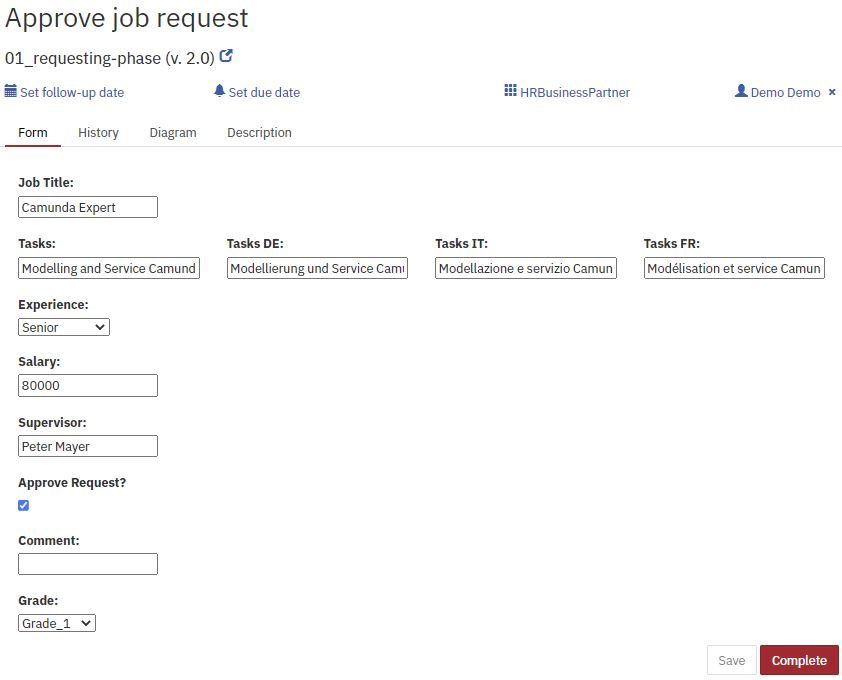 Approve job request
01_requesting-phase (v. 2.0)
Set follow-up date Set due date HRBusinessPartner Demo Demo ×
Form History Diagram Description
Job Title:
Camunda Expert
Tasks: Tasks DE: Tasks IT: Tasks FR:
Modelling and Service Camund Modellierung und Service Camu Modellazione e servizio Camun Modélisation et service Camun
Experience:
Senior
Salary:
80000
Supervisor:
Peter Mayer
Approve Request?
Comment:
Grade:
Grade_1
Save Complete